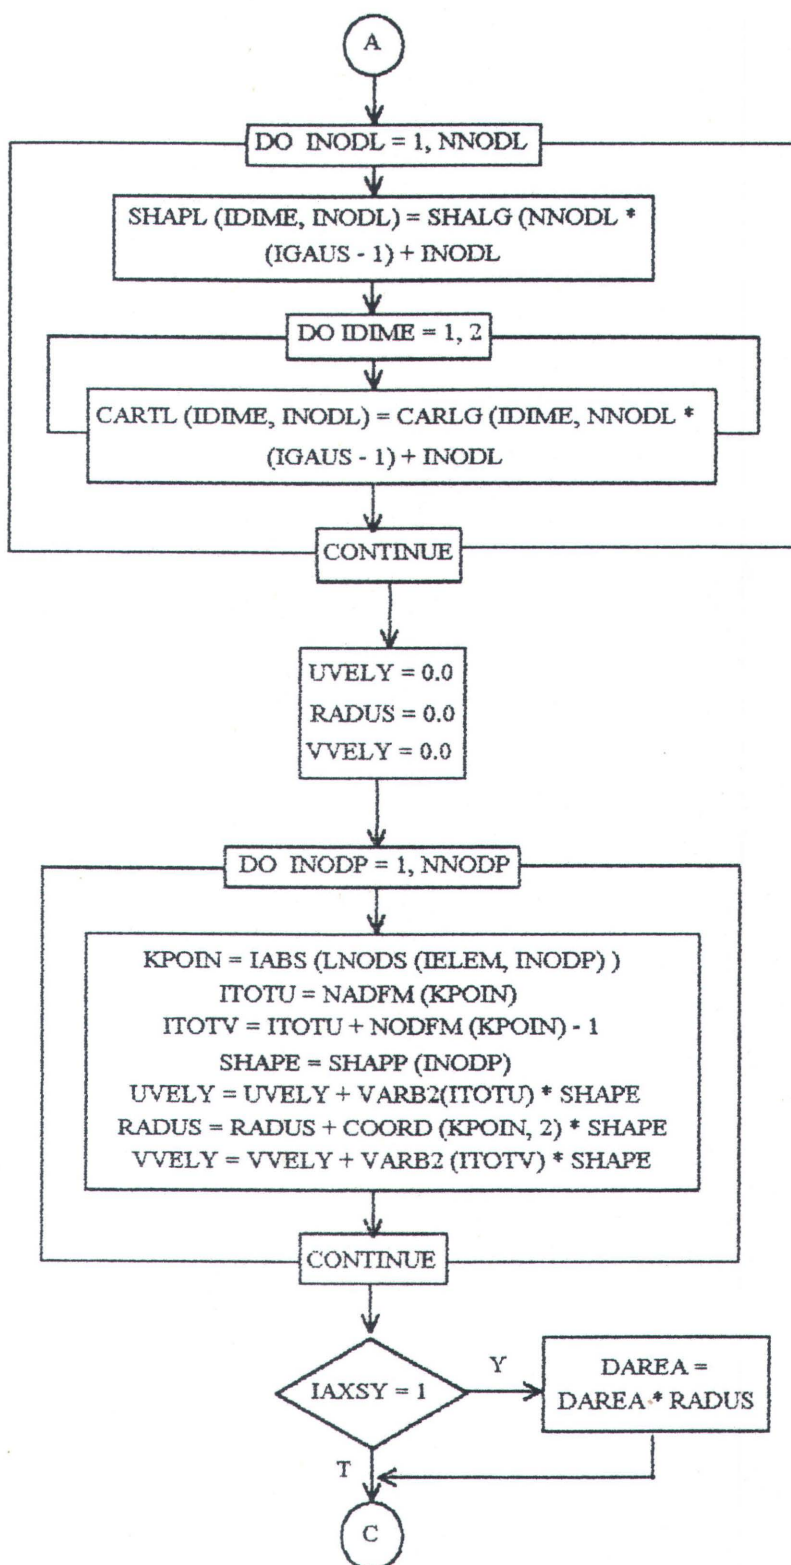 A
DO INODL = 1, NNODL
SHAPL (IDIME, INODL) = SHALG (NNODL *
(IGAUS - 1) + INODL
DO IDIME = 1, 2
CARTL (IDIME, INODL) = CARLG (IDIME, NNODL *
(IGAUS - 1) + INODL
CONTINUE
UVELY = 0.0
RADUS = 0.0
VVELY = 0.0
DO INODP = 1, NNODP
KPOIN = IABS (LNODS (IELEM, INODP) )
ITOTU = NADFM (KPOIN)
ITOTV = ITOTU + NODFM (KPOIN) - 1
SHAPE = SHAPP (INODP)
UVELY = UVELY + VARB2(ITOTU) * SHAPE
RADUS = RADUS + COORD (KPOIN, 2) * SHAPE
VVELY = VVELY + VARB2 (ITOTV) * SHAPE
CONTINUE
IAXSY = 1
Y
DAREA =
DAREA * RADUS
T
C